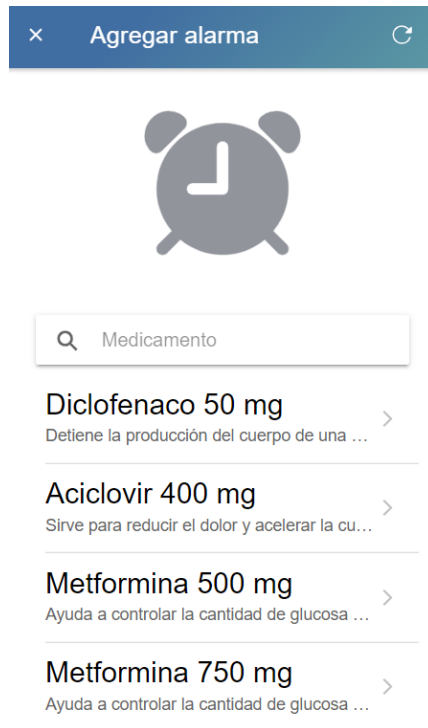 Agregar alarma
Medicamento
Diclofenaco 50 mg
Detiene la producción del cuerpo de una ...
Aciclovir 400 mg
Sirve para reducir el dolor y acelerar la cu...
Metformina 500 mg
Ayuda a controlar la cantidad de glucosa ...
Metformina 750 mg
Ayuda a controlar la cantidad de glucosa ...